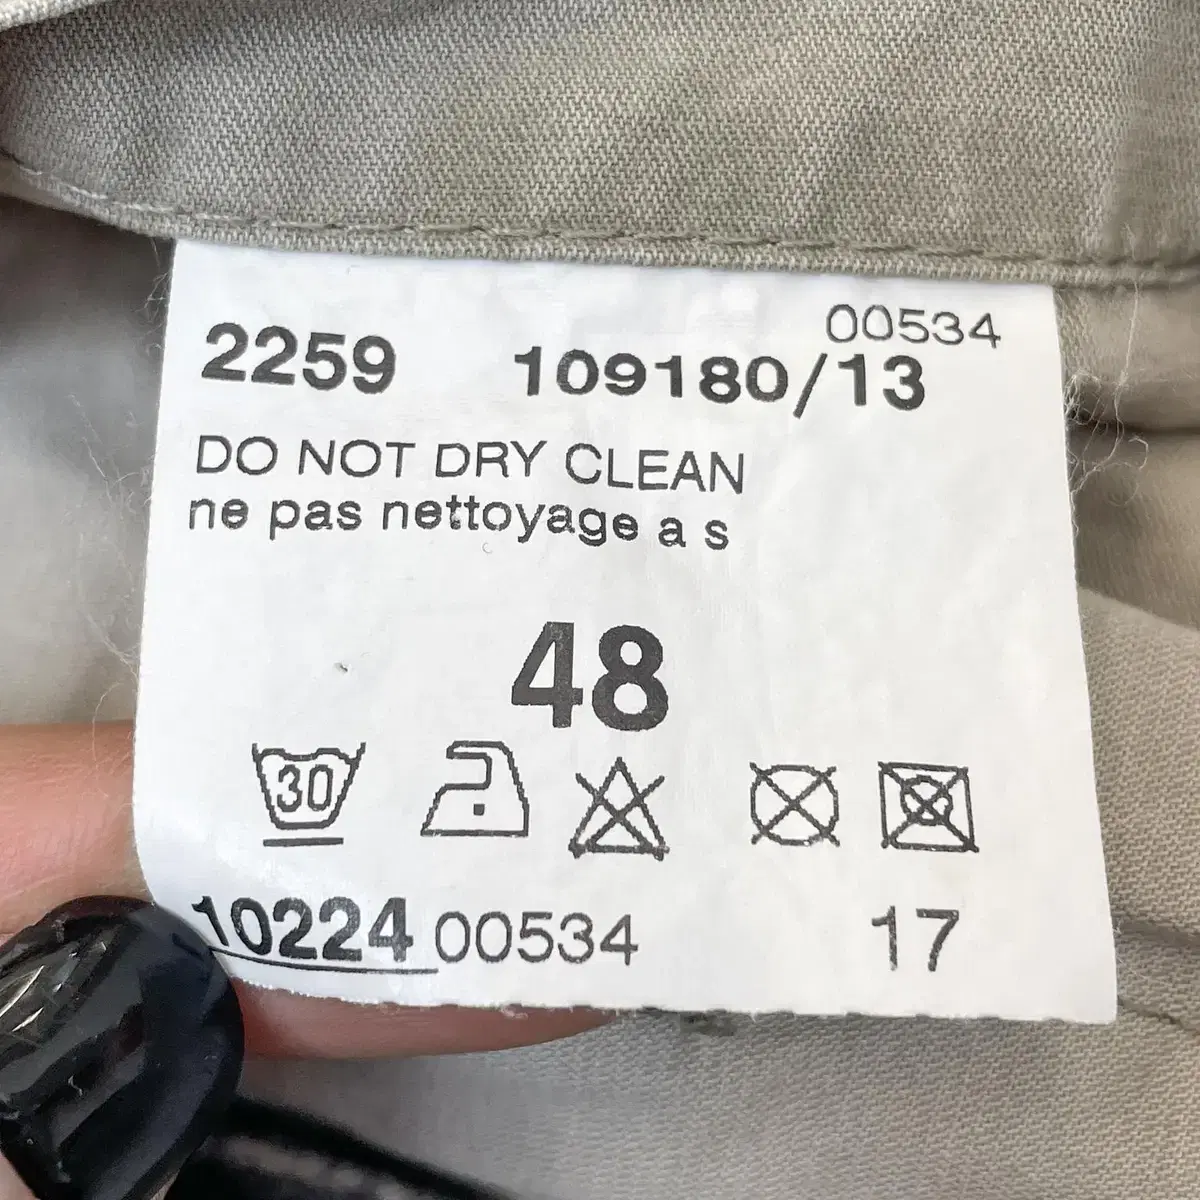 00534
2259 109180/13
DO NOT DRY CLEAN
ne pas nettoyage a s
48
30
10224 00534 17